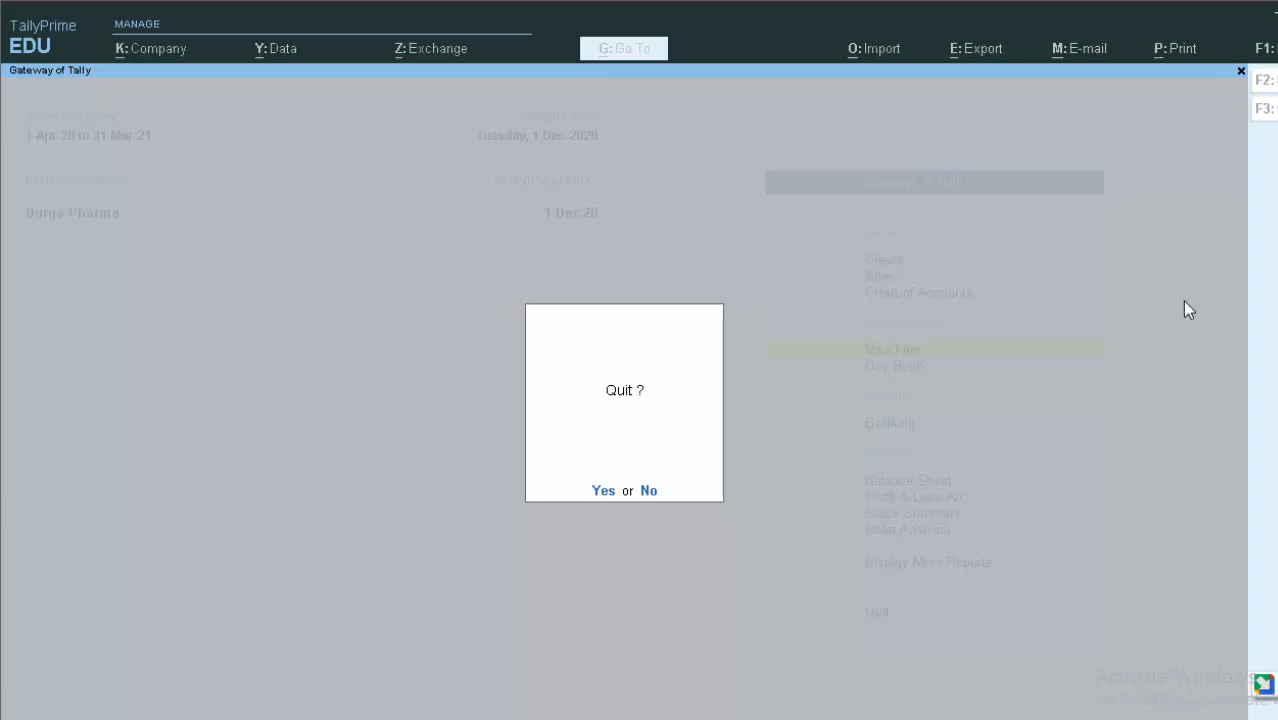 TallyPrime
EDU
MANAGE
K: Company
Y: Data
Z: Exchange
G: Go To
O: Import
E: Export
M: E-mail
P: Print
F1:
Gateway of Tally
F2:
F3:
1-Apr-20 to 31-Mar-21
Tuesday, 1-Dec-2020
Durga Pharma
1-Dec-20
Gateway of Tally
Create
Alter
Chart of Accounts
Vouchers
Day Book
Banking
Balance Sheet
Profit & Loss A/c
Stock Summary
Ratio Analysis
Display More Reports
Quit
Quit ?
Yes or No
Activate Windows